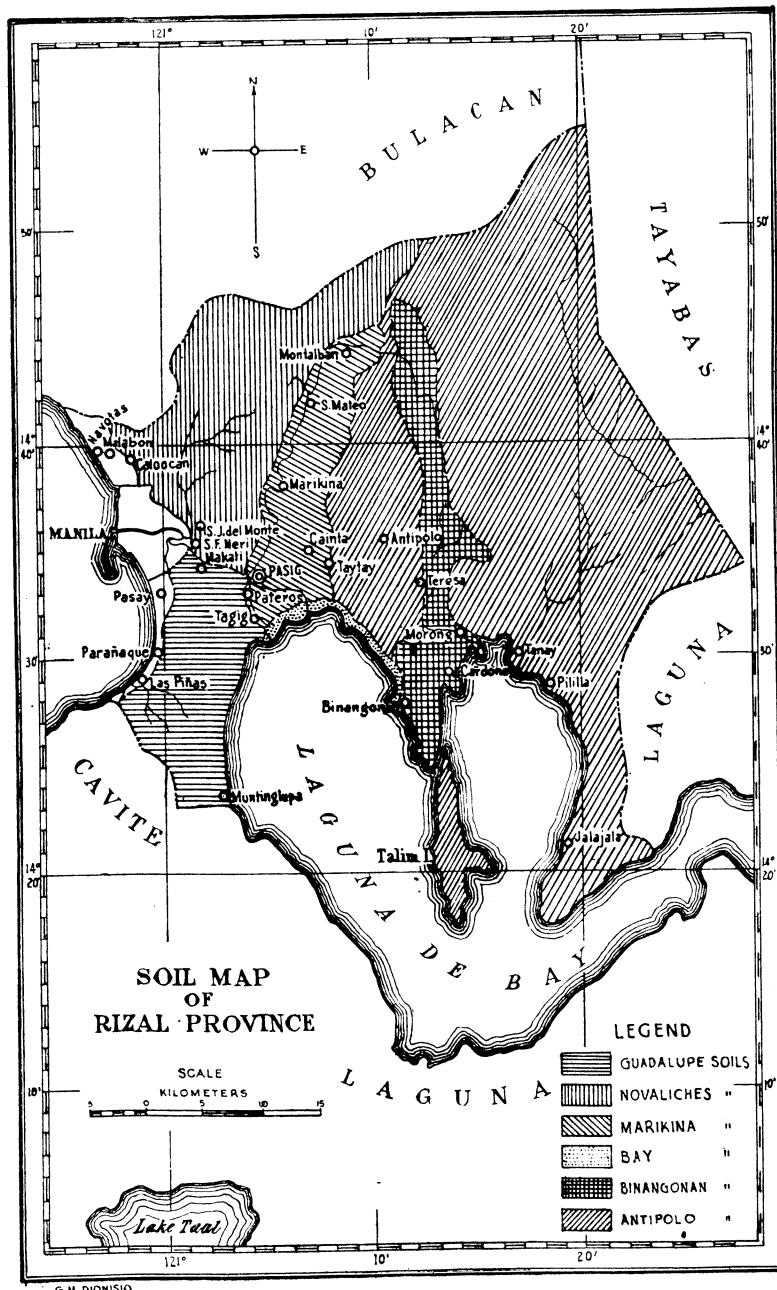 121°
10'
20'
N
W E
S
BULACAN
TAYABAS
50'
50'
Montalban
S. Mateo
Navotas
Malabon
Caloocan
14°
40'
14°
40'
Marikina
MANILA
S.J. del Monte
S.F. Neri
Makati
Cainta
Antipolo
PASIG
Taytay
Teresa
Pasay
Pateros
Tagig
Morong
Parañaque
Tanay
30'
30'
Cardona
Las Piñas
Pililla
Binangonan
LAGUNA
CAVITE
Muntinglupa
LAGUNA DE BAY
Jalajala
Talim I.
14°
20'
14°
20'
SOIL MAP
OF
RIZAL PROVINCE
SCALE
KILOMETERS
5 0 5 10 15
LAGUNA
LEGEND
GUADALUPE SOILS
NOVALICHES "
MARIKINA "
BAY "
BINANGONAN "
ANTIPOLO "
10'
10'
Lake Taal
121°
10'
20'
G.M. DIONISIO